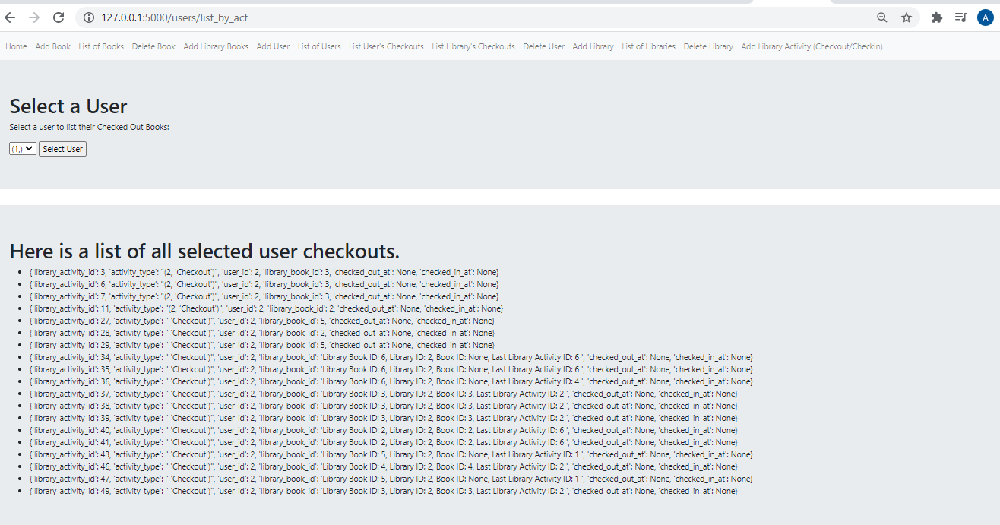 127.0.0.1:5000/users/list_by_act
A
Home Add Book List of Books Delete Book Add Library Books Add User List of Users List User's Checkouts List Library's Checkouts Delete User Add Library List of Libraries Delete Library Add Library Activity (Checkout/Checkin)
Select a User
Select a user to list their Checked Out Books:
(1,) Select User
Here is a list of all selected user checkouts.
{'library_activity_id': 3, 'activity_type': "(2, 'Checkout')", 'user_id': 2, 'library_book_id': 3, 'checked_out_at': None, 'checked_in_at': None}
{'library_activity_id': 6, 'activity_type': "(2, 'Checkout')", 'user_id': 2, 'library_book_id': 3, 'checked_out_at': None, 'checked_in_at': None}
{'library_activity_id': 7, 'activity_type': "(2, 'Checkout')", 'user_id': 2, 'library_book_id': 3, 'checked_out_at': None, 'checked_in_at': None}
{'library_activity_id': 11, 'activity_type': "(2, 'Checkout')", 'user_id': 2, 'library_book_id': 2, 'checked_out_at': None, 'checked_in_at': None}
{'library_activity_id': 27, 'activity_type': " 'Checkout')", 'user_id': 2, 'library_book_id': 5, 'checked_out_at': None, 'checked_in_at': None}
{'library_activity_id': 28, 'activity_type': " 'Checkout')", 'user_id': 2, 'library_book_id': 2, 'checked_out_at': None, 'checked_in_at': None}
{'library_activity_id': 29, 'activity_type': " 'Checkout')", 'user_id': 2, 'library_book_id': 5, 'checked_out_at': None, 'checked_in_at': None}
{'library_activity_id': 34, 'activity_type': " 'Checkout')", 'user_id': 2, 'library_book_id': 'Library Book ID: 6, Library ID: 2, Book ID: None, Last Library Activity ID: 6 ', 'checked_out_at': None, 'checked_in_at': None}
{'library_activity_id': 35, 'activity_type': " 'Checkout')", 'user_id': 2, 'library_book_id': 'Library Book ID: 6, Library ID: 2, Book ID: None, Last Library Activity ID: 6 ', 'checked_out_at': None, 'checked_in_at': None}
{'library_activity_id': 36, 'activity_type': " 'Checkout')", 'user_id': 2, 'library_book_id': 'Library Book ID: 6, Library ID: 2, Book ID: None, Last Library Activity ID: 4 ', 'checked_out_at': None, 'checked_in_at': None}
{'library_activity_id': 37, 'activity_type': " 'Checkout')", 'user_id': 2, 'library_book_id': 'Library Book ID: 3, Library ID: 2, Book ID: 3, Last Library Activity ID: 2 ', 'checked_out_at': None, 'checked_in_at': None}
{'library_activity_id': 38, 'activity_type': " 'Checkout')", 'user_id': 2, 'library_book_id': 'Library Book ID: 3, Library ID: 2, Book ID: 3, Last Library Activity ID: 2 ', 'checked_out_at': None, 'checked_in_at': None}
{'library_activity_id': 39, 'activity_type': " 'Checkout')", 'user_id': 2, 'library_book_id': 'Library Book ID: 3, Library ID: 2, Book ID: 3, Last Library Activity ID: 2 ', 'checked_out_at': None, 'checked_in_at': None}
{'library_activity_id': 40, 'activity_type': " 'Checkout')", 'user_id': 2, 'library_book_id': 'Library Book ID: 2, Library ID: 2, Book ID: 2, Last Library Activity ID: 6 ', 'checked_out_at': None, 'checked_in_at': None}
{'library_activity_id': 41, 'activity_type': " 'Checkout')", 'user_id': 2, 'library_book_id': 'Library Book ID: 2, Library ID: 2, Book ID: 2, Last Library Activity ID: 6 ', 'checked_out_at': None, 'checked_in_at': None}
{'library_activity_id': 43, 'activity_type': " 'Checkout')", 'user_id': 2, 'library_book_id': 'Library Book ID: 5, Library ID: 2, Book ID: None, Last Library Activity ID: 1 ', 'checked_out_at': None, 'checked_in_at': None}
{'library_activity_id': 46, 'activity_type': " 'Checkout')", 'user_id': 2, 'library_book_id': 'Library Book ID: 4, Library ID: 2, Book ID: 4, Last Library Activity ID: 2 ', 'checked_out_at': None, 'checked_in_at': None}
{'library_activity_id': 47, 'activity_type': " 'Checkout')", 'user_id': 2, 'library_book_id': 'Library Book ID: 5, Library ID: 2, Book ID: None, Last Library Activity ID: 1 ', 'checked_out_at': None, 'checked_in_at': None}
{'library_activity_id': 49, 'activity_type': " 'Checkout')", 'user_id': 2, 'library_book_id': 'Library Book ID: 3, Library ID: 2, Book ID: 3, Last Library Activity ID: 2 ', 'checked_out_at': None, 'checked_in_at': None}